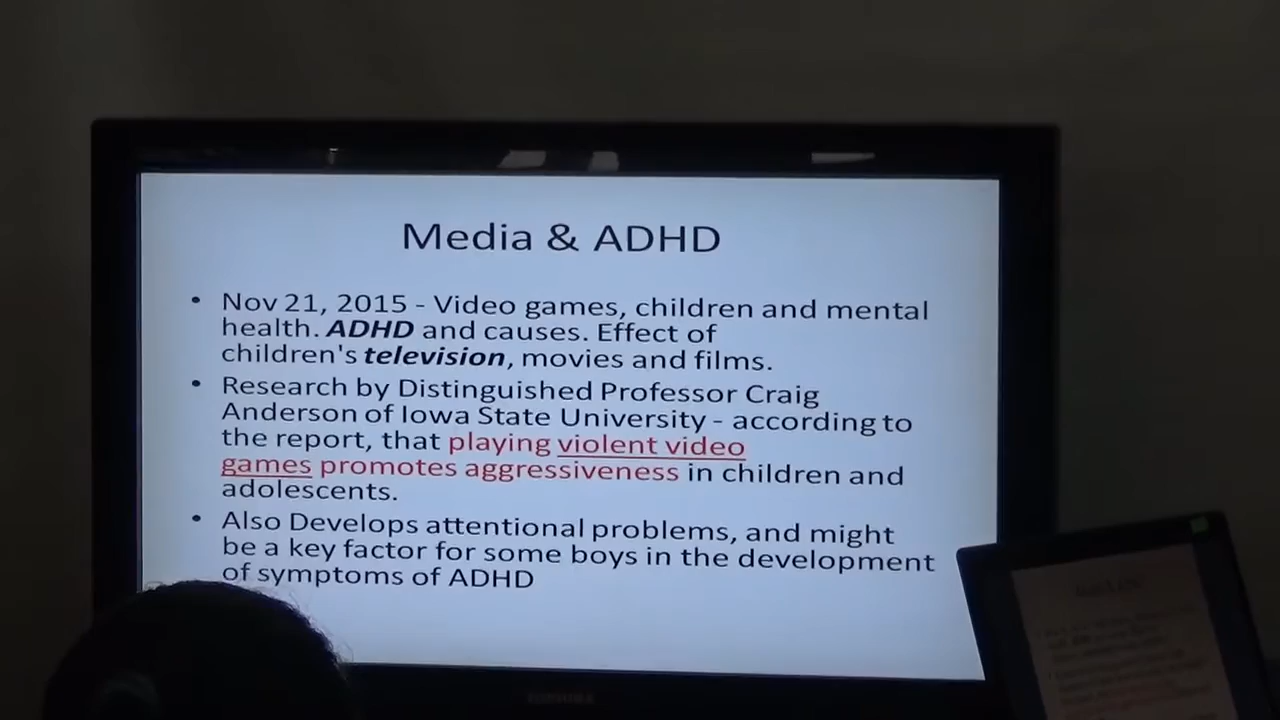 Media & ADHD
• Nov 21, 2015 - Video games, children and mental
health. ADHD and causes. Effect of
children's television, movies and films.
• Research by Distinguished Professor Craig
Anderson of Iowa State University - according to
the report, that playing violent video
games promotes aggressiveness in children and
adolescents.
• Also Develops attentional problems, and might
be a key factor for some boys in the development
of symptoms of ADHD
TOSHIBA